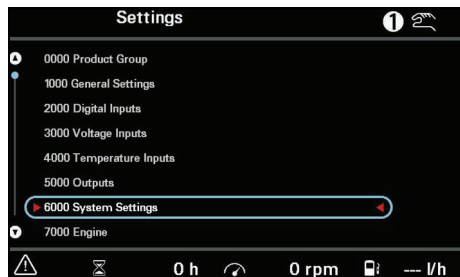 Settings
1
0000 Product Group
1000 General Settings
2000 Digital Inputs
3000 Voltage Inputs
4000 Temperature Inputs
5000 Outputs
6000 System Settings
7000 Engine
0 h 0 rpm --- l/h